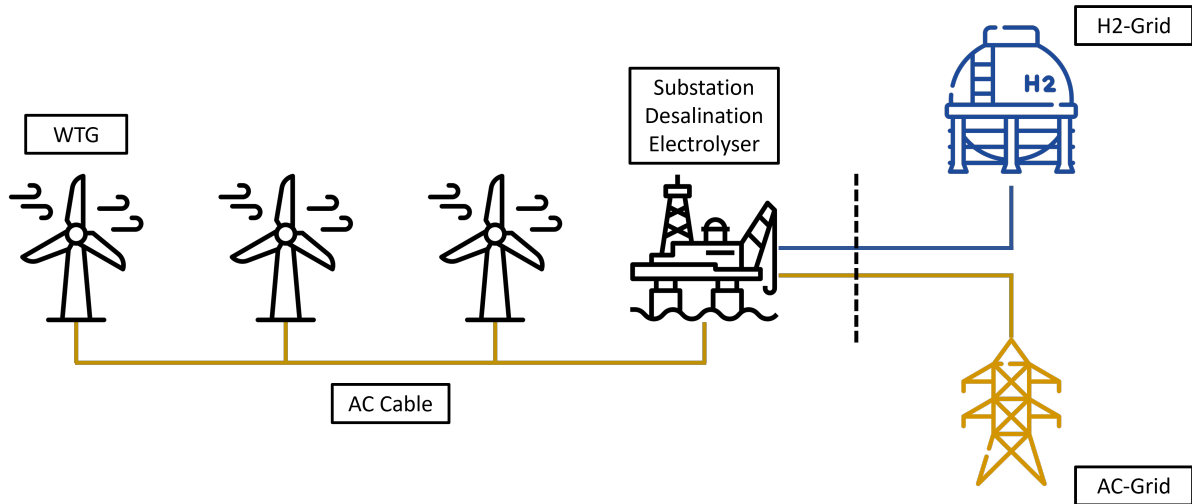 H2-Grid
Substation
Desalination
Electrolyser
H2
WTG
AC Cable
AC-Grid